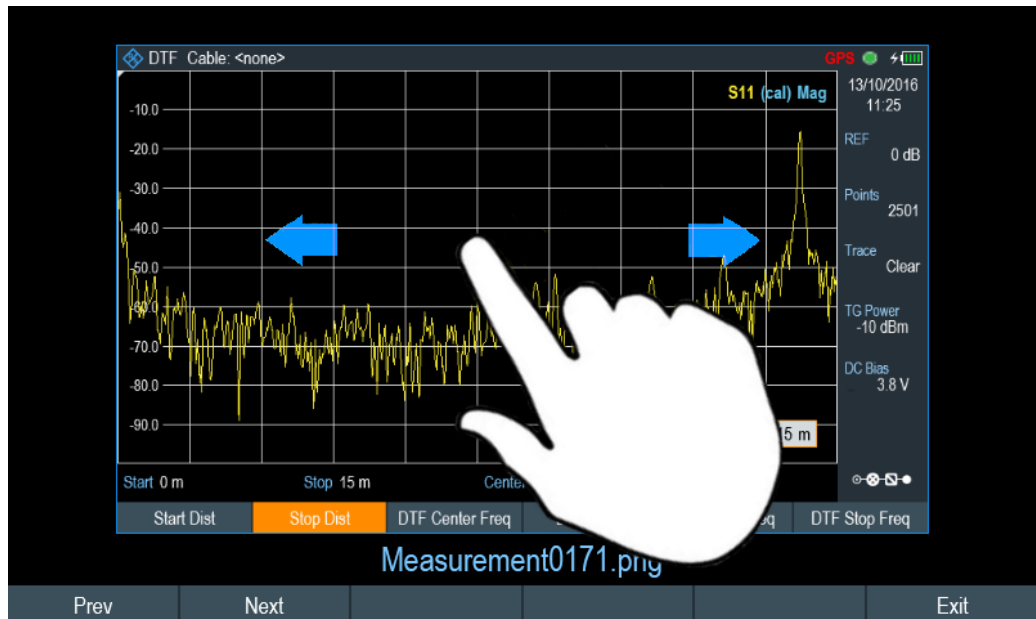 DTF Cable: <none> GPS
S11 (cal) Mag
13/10/2016
11:25
REF
0 dB
Points
2501
Trace
Clear
TG Power
-10 dBm
DC Bias
3.8 V
-10.0
-20.0
-30.0
-40.0
-50.0
-60.0
-70.0
-80.0
-90.0
5 m
Start 0 m Stop 15 m
Start Dist Stop Dist DTF Center Freq DTF Stop Freq
Measurement0171.png
Prev Next Exit